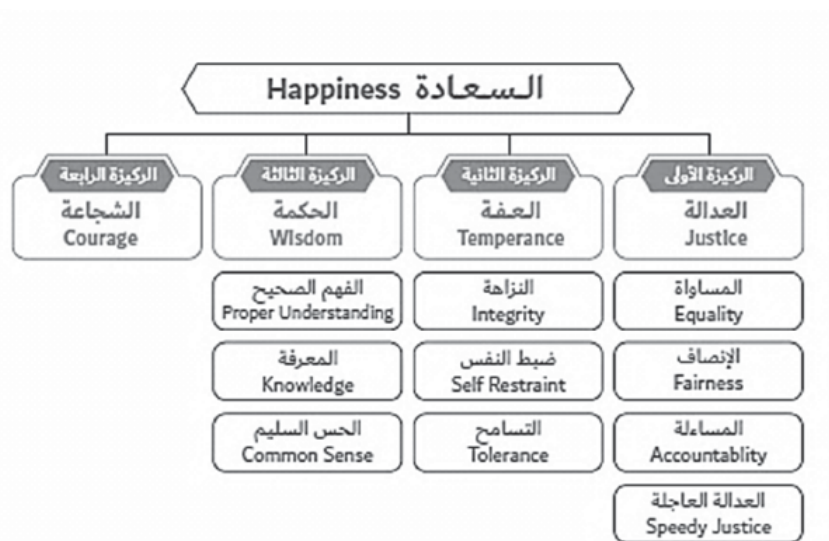 السعادة Happiness
الركيزة الأولى
العدالة
Justice
المساواة
Equality
الإنصاف
Fairness
المساءلة
Accountablity
العدالة العاجلة
Speedy Justice
الركيزة الثانية
العفة
Temperance
النزاهة
Integrity
ضبط النفس
Self Restraint
التسامح
Tolerance
الركيزة الثالثة
الحكمة
Wisdom
الفهم الصحيح
Proper Understanding
المعرفة
Knowledge
الحس السليم
Common Sense
الركيزة الرابعة
الشجاعة
Courage